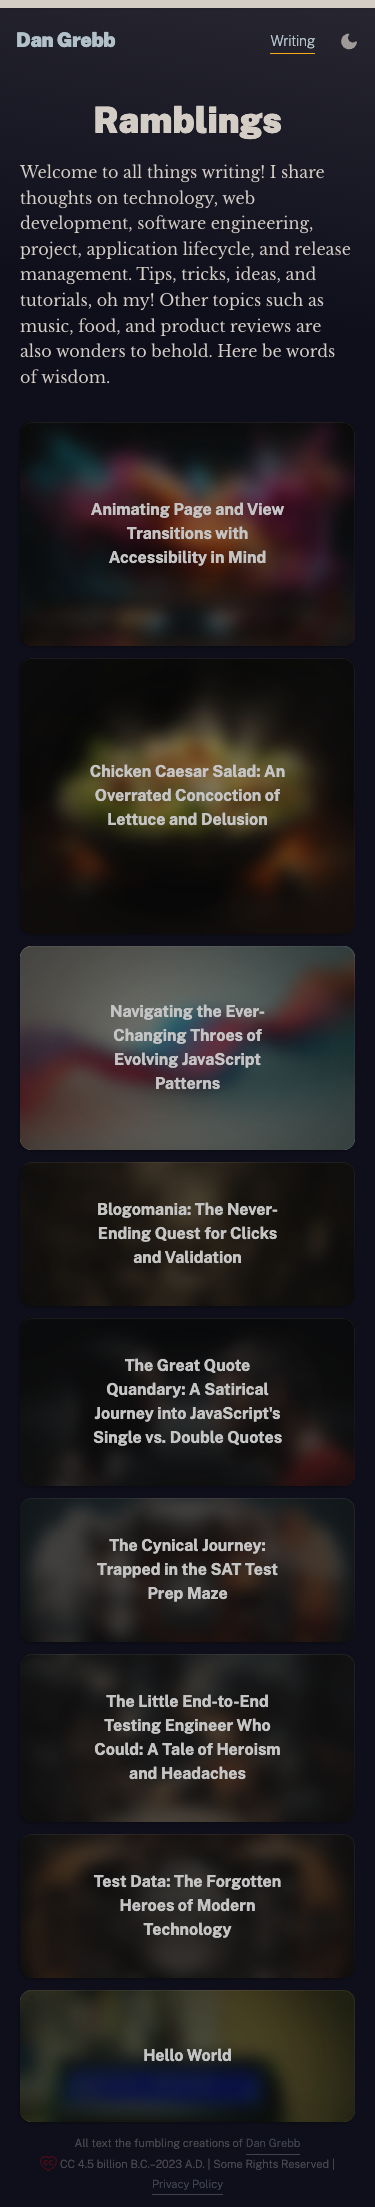 Dan Grebb
Writing
Ramblings
Welcome to all things writing! I share
thoughts on technology, web
development, software engineering,
project, application lifecycle, and release
management. Tips, tricks, ideas, and
tutorials, oh my! Other topics such as
music, food, and product reviews are
also wonders to behold. Here be words
of wisdom.
Animating Page and View
Transitions with
Accessibility in Mind
Chicken Caesar Salad: An
Overrated Concoction of
Lettuce and Delusion
Navigating the Ever-
Changing Throes of
Evolving JavaScript
Patterns
Blogomania: The Never-
Ending Quest for Clicks
and Validation
The Great Quote
Quandary: A Satirical
Journey into JavaScript's
Single vs. Double Quotes
The Cynical Journey:
Trapped in the SAT Test
Prep Maze
The Little End-to-End
Testing Engineer Who
Could: A Tale of Heroism
and Headaches
Test Data: The Forgotten
Heroes of Modern
Technology
Hello World
All text the fumbling creations of Dan Grebb
CC 4.5 billion B.C.–2023 A.D. | Some Rights Reserved |
Privacy Policy